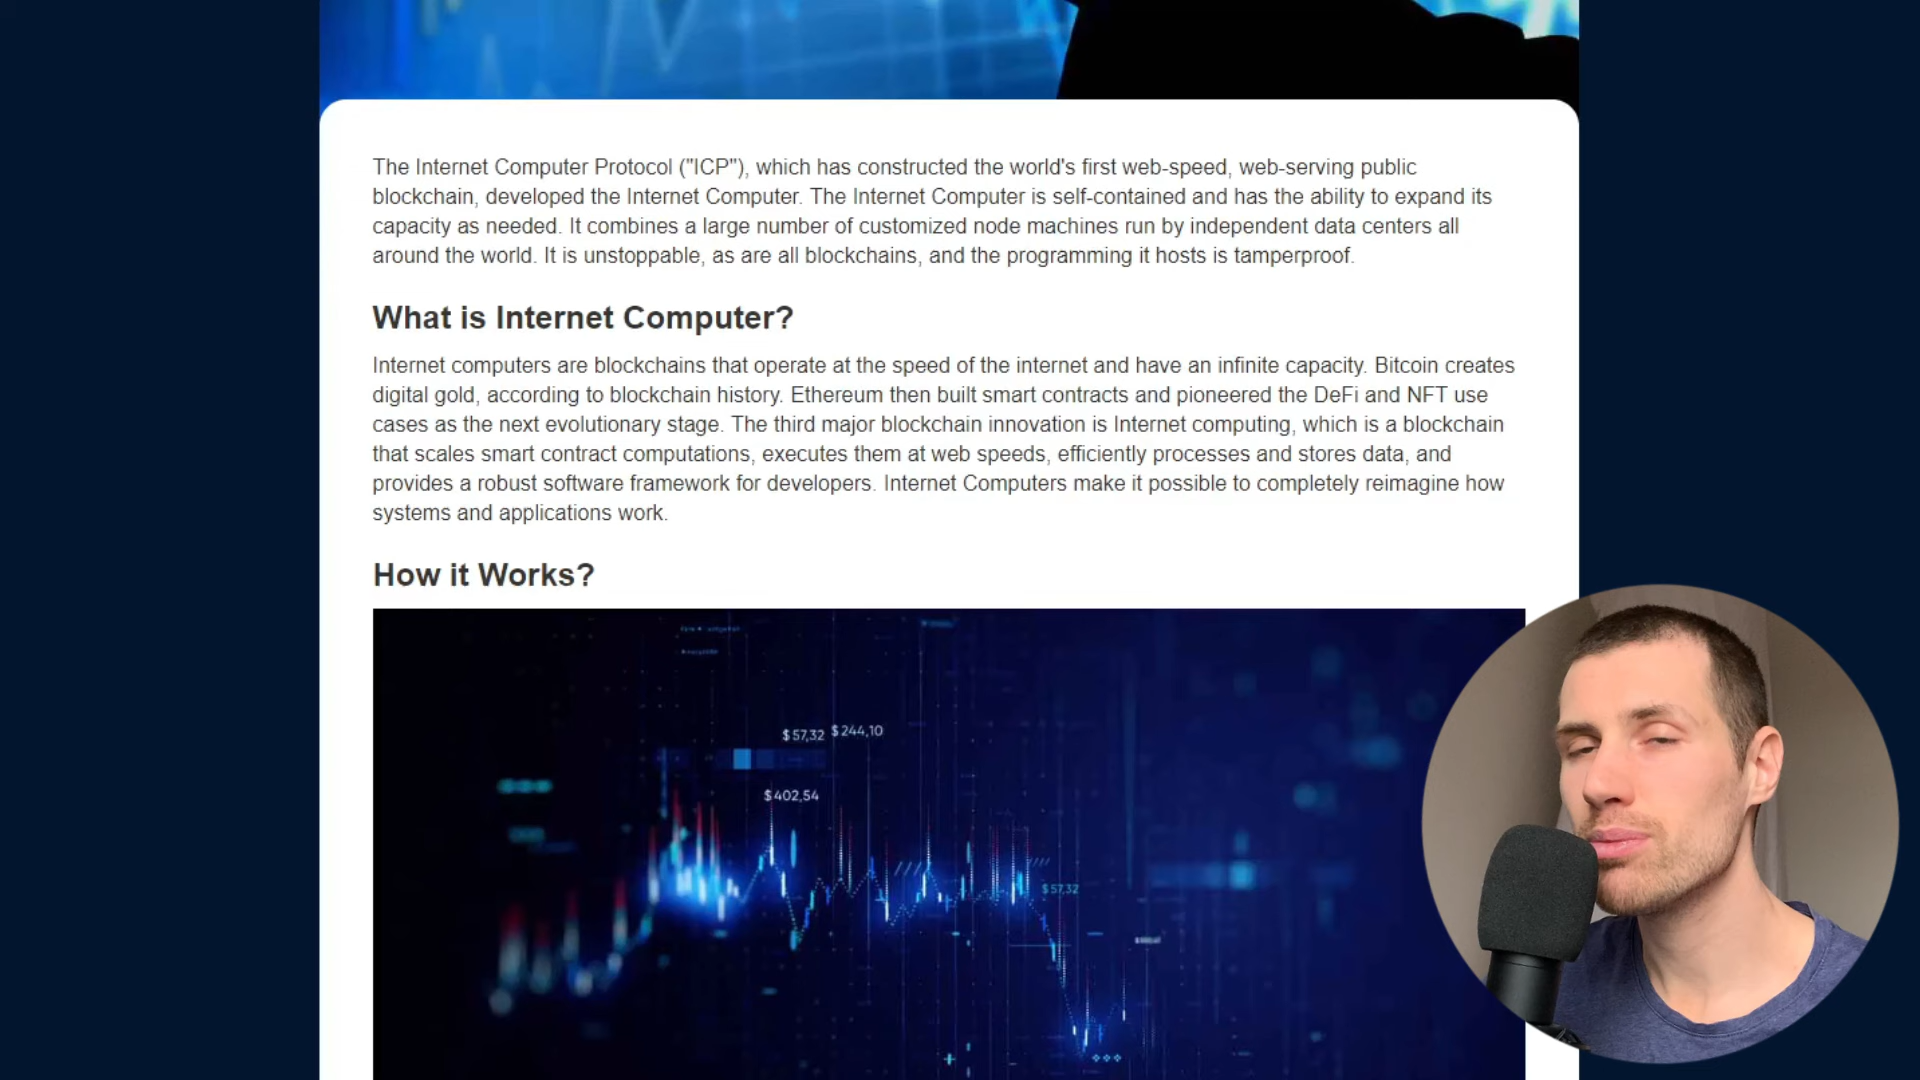 The Internet Computer Protocol ("ICP"), which has constructed the world's first web-speed, web-serving public
blockchain, developed the Internet Computer. The Internet Computer is self-contained and has the ability to expand its
capacity as needed. It combines a large number of customized node machines run by independent data centers all
around the world. It is unstoppable, as are all blockchains, and the programming it hosts is tamperproof.
What is Internet Computer?
Internet computers are blockchains that operate at the speed of the internet and have an infinite capacity. Bitcoin creates
digital gold, according to blockchain history. Ethereum then built smart contracts and pioneered the DeFi and NFT use
cases as the next evolutionary stage. The third major blockchain innovation is Internet computing, which is a blockchain
that scales smart contract computations, executes them at web speeds, efficiently processes and stores data, and
provides a robust software framework for developers. Internet Computers make it possible to completely reimagine how
systems and applications work.
How it Works?
$57,32 $244,10
$402,54
$57,32